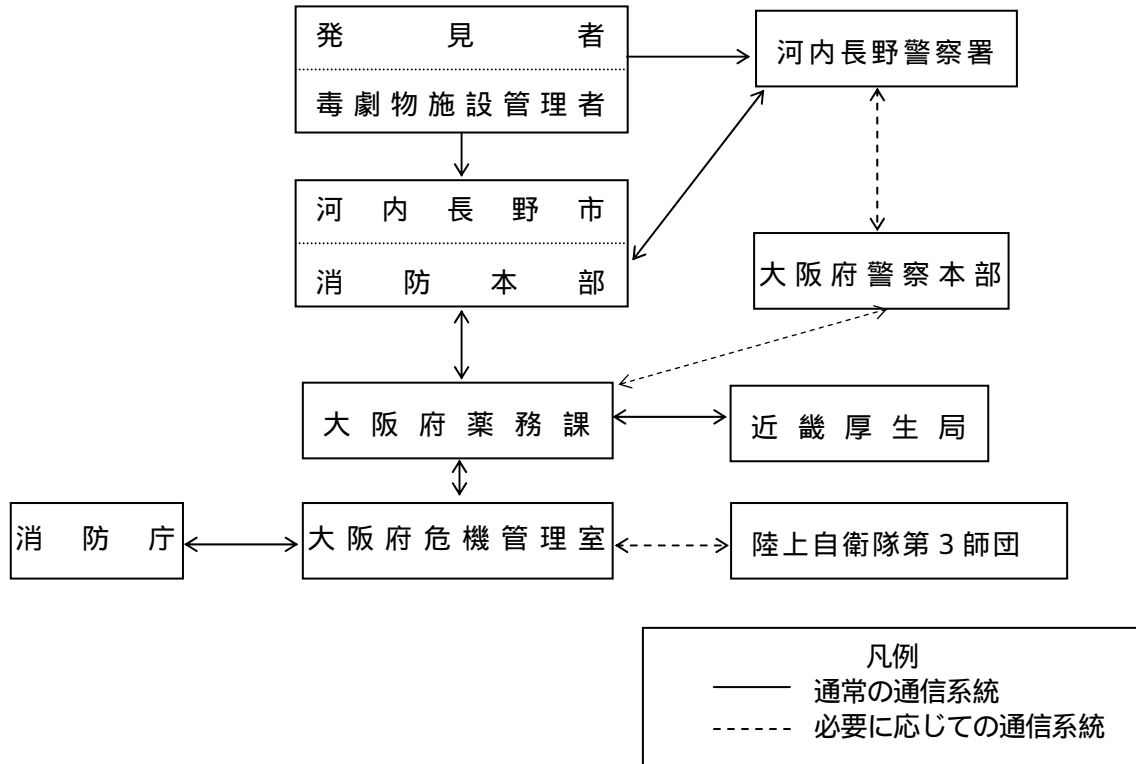 発見者
河内長野警察署
毒劇物施設管理者
河内長野市
消防本部
大阪府警察本部
大阪府薬務課
近畿厚生局
消防庁
大阪府危機管理室
陸上自衛隊第3師団
凡例
通常の通信系統
必要に応じての通信系統